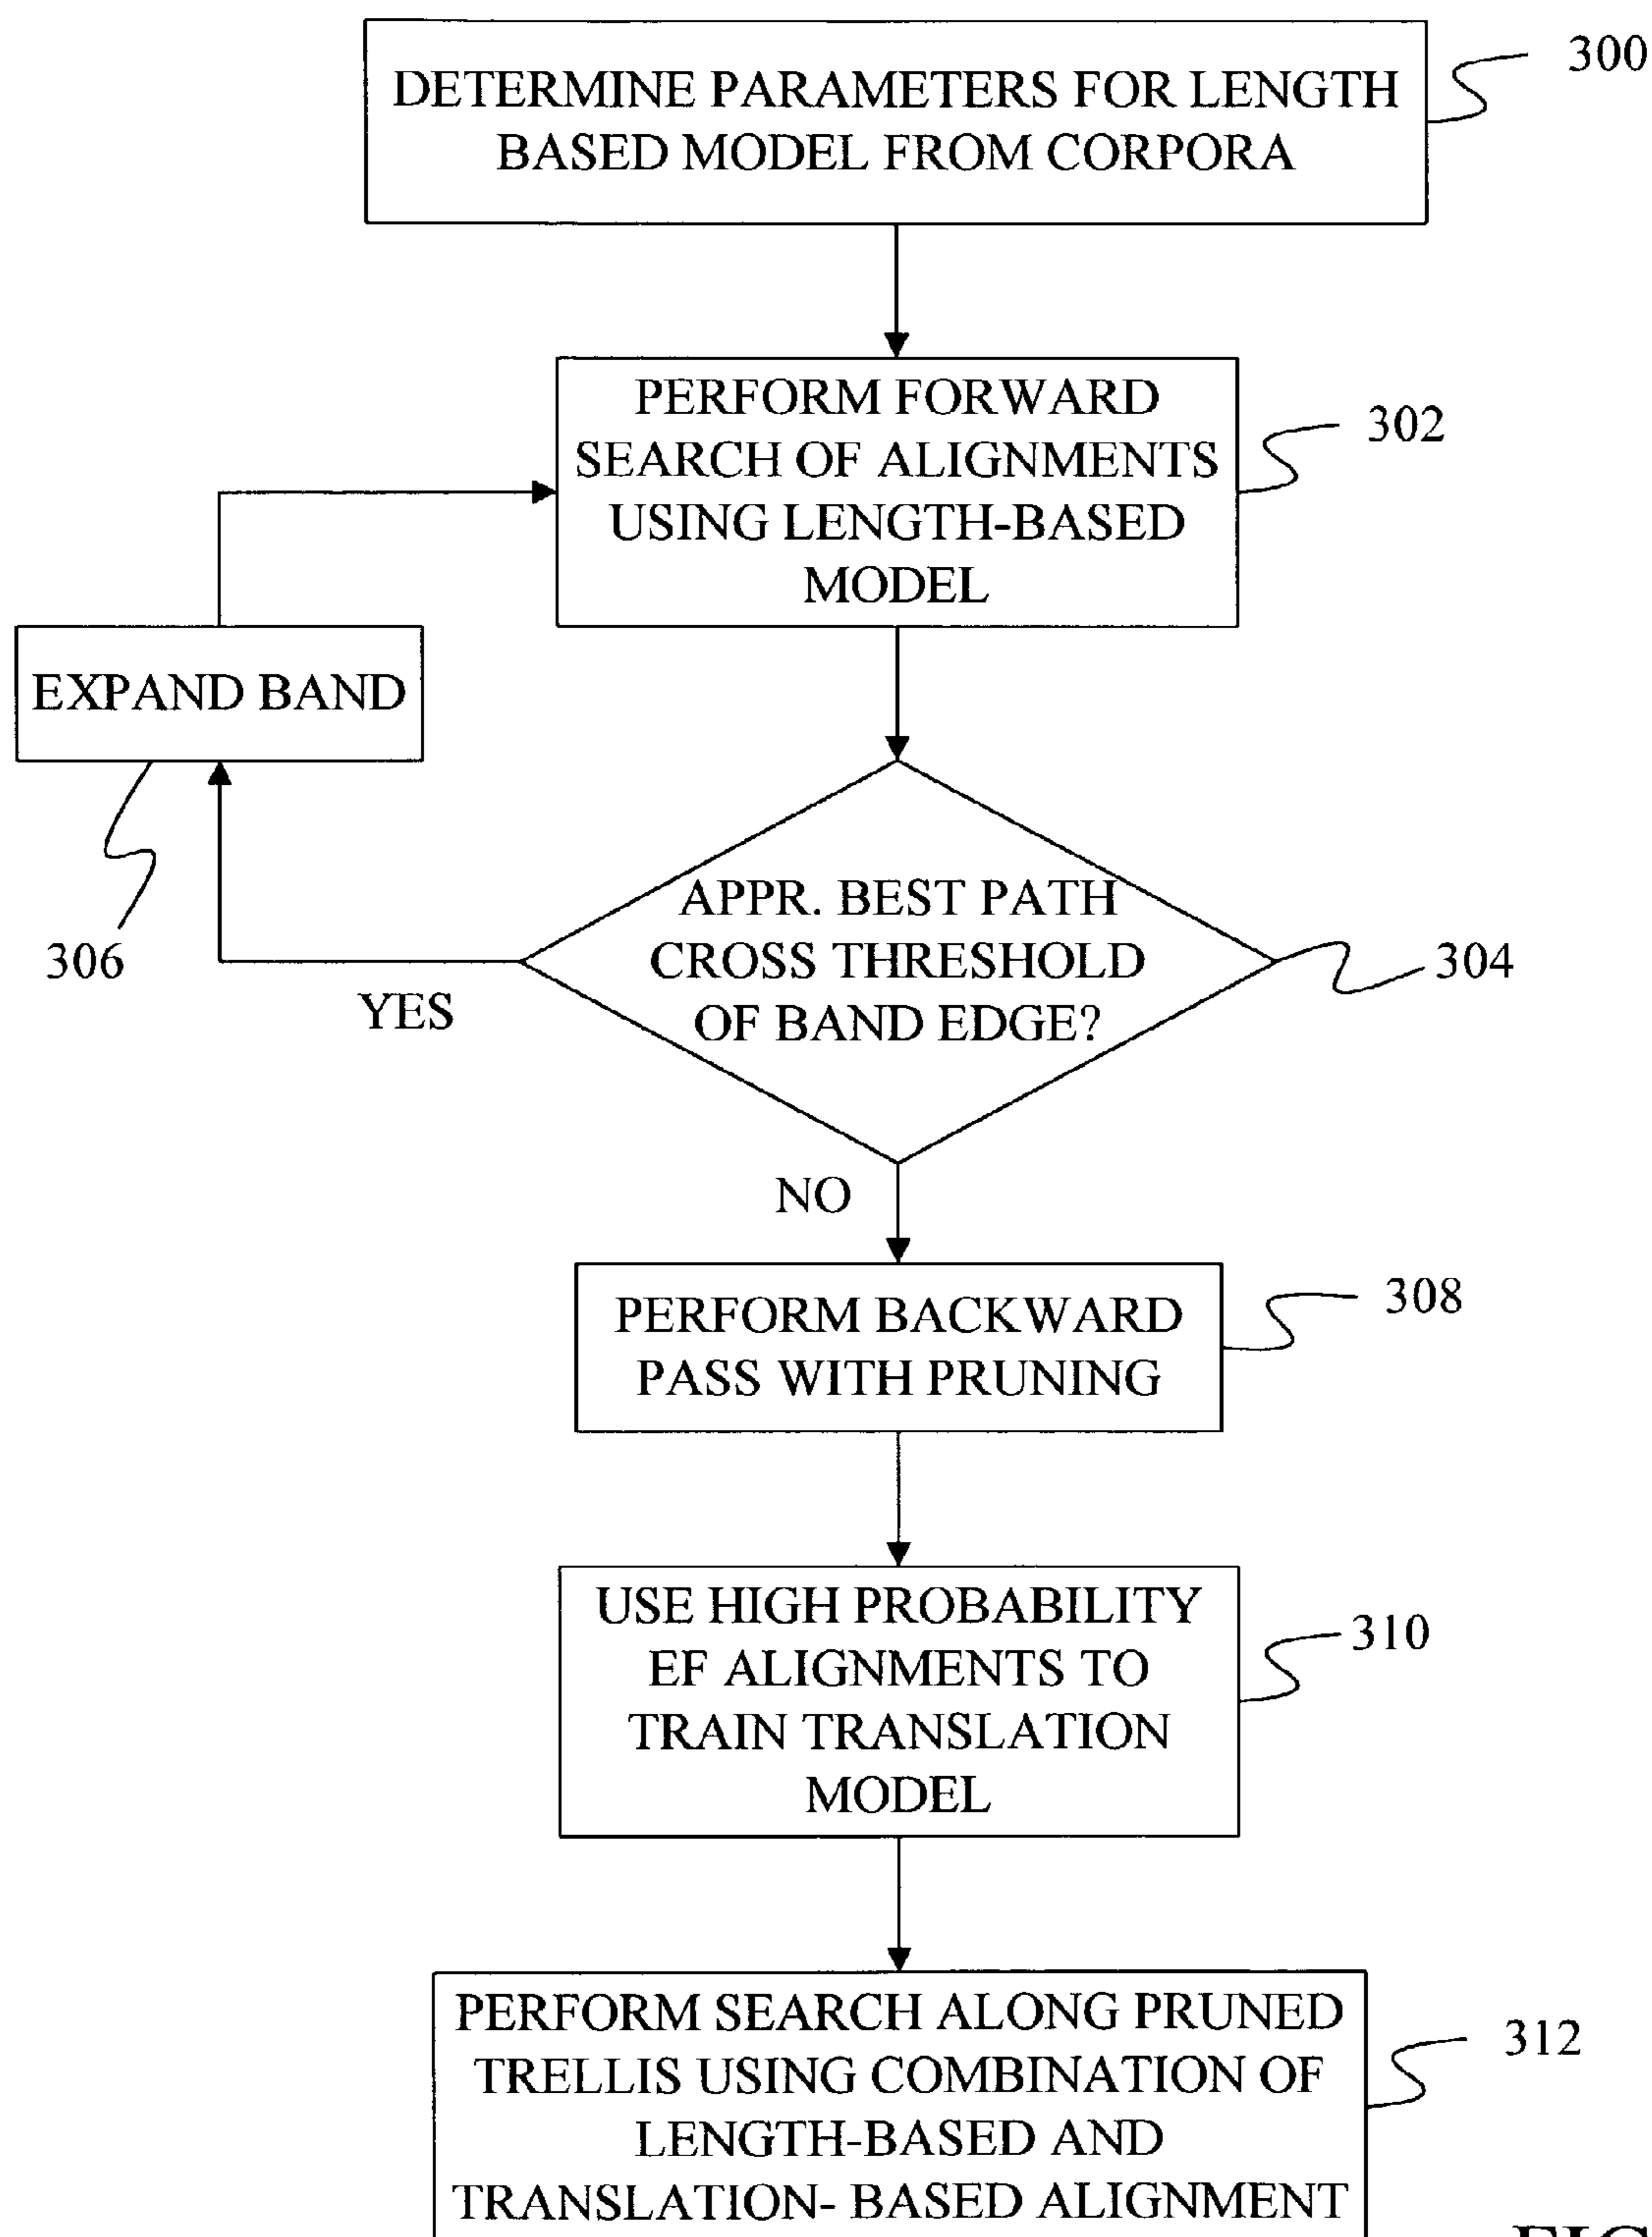 DETERMINE PARAMETERS FOR LENGTH
BASED MODEL FROM CORPORA
300
PERFORM FORWARD
SEARCH OF ALIGNMENTS
USING LENGTH-BASED
MODEL
302
EXPAND BAND
306
APPR. BEST PATH
CROSS THRESHOLD
OF BAND EDGE?
304
YES
NO
PERFORM BACKWARD
PASS WITH PRUNING
308
USE HIGH PROBABILITY
EF ALIGNMENTS TO
TRAIN TRANSLATION
MODEL
310
PERFORM SEARCH ALONG PRUNED
TRELLIS USING COMBINATION OF
LENGTH-BASED AND
TRANSLATION- BASED ALIGNMENT
312